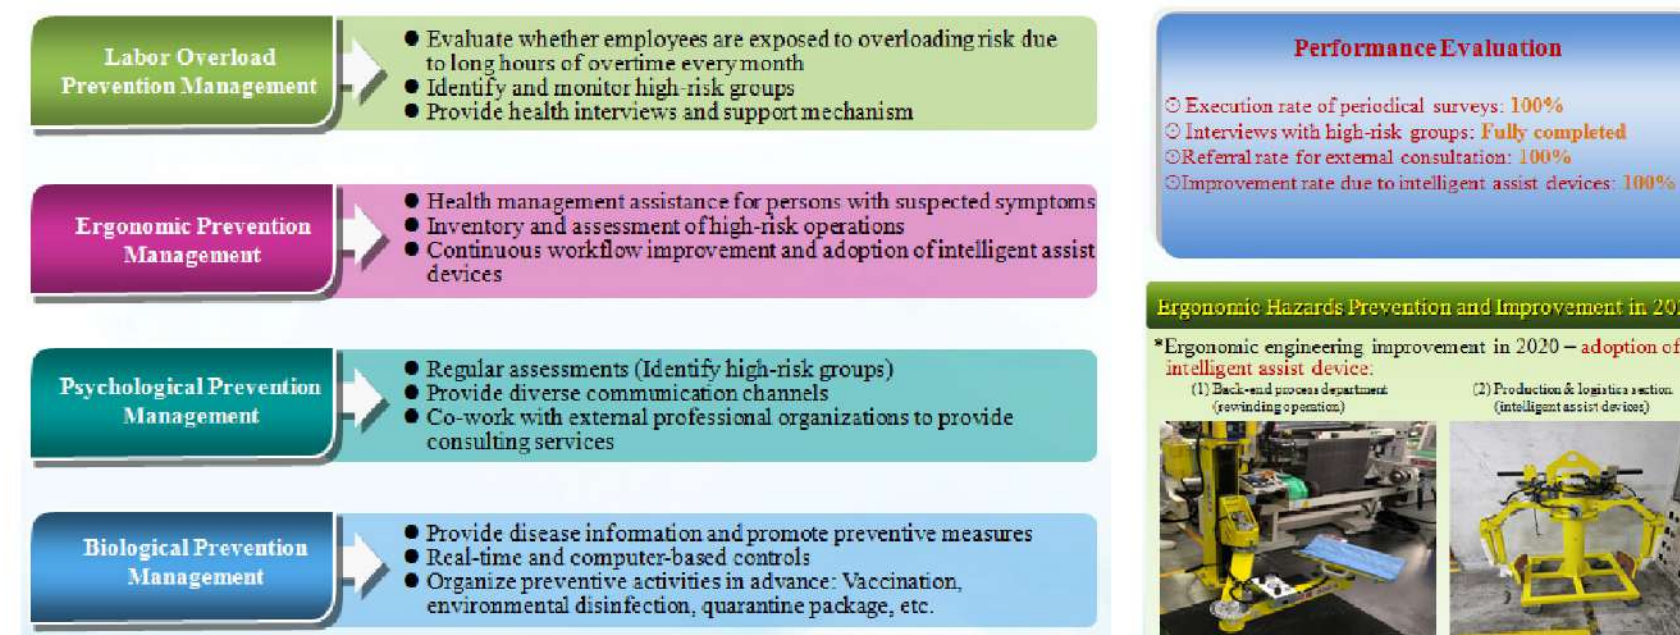 Labor Overload
Prevention Management
● Evaluate whether employees are exposed to overloading risk due
to long hours of overtime every month
● Identify and monitor high-risk groups
● Provide health interviews and support mechanism
Ergonomic Prevention
Management
● Health management assistance for persons with suspected symptoms
● Inventory and assessment of high-risk operations
● Continuous workflow improvement and adoption of intelligent assist
devices
Psychological Prevention
Management
● Regular assessments (Identify high-risk groups)
● Provide diverse communication channels
● Co-work with external professional organizations to provide
consulting services
Biological Prevention
Management
● Provide disease information and promote preventive measures
● Real-time and computer-based controls
● Organize preventive activities in advance: Vaccination,
environmental disinfection, quarantine package, etc.
Performance Evaluation
⊙ Execution rate of periodical surveys: 100%
⊙ Interviews with high-risk groups: Fully completed
⊙Referral rate for external consultation: 100%
⊙Improvement rate due to intelligent assist devices: 100%
Ergonomic Hazards Prevention and Improvement in
*Ergonomic engineering improvement in 2020 – adoption of
intelligent assist device:
(1) Back-end process department
(rewinding operation)
(2) Production & logistics section
(intelligent assist devices)